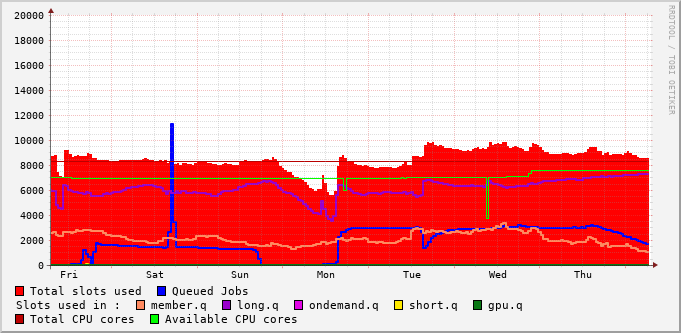 20000
18000
16000
14000
12000
10000
8000
6000
4000
2000
0
Fri Sat Sun Mon Tue Wed Thu
Total slots used Queued Jobs
Slots used in : member.q long.q ondemand.q short.q gpu.q
Total CPU cores Available CPU cores
RRDTOOL / TOBI OETIKER